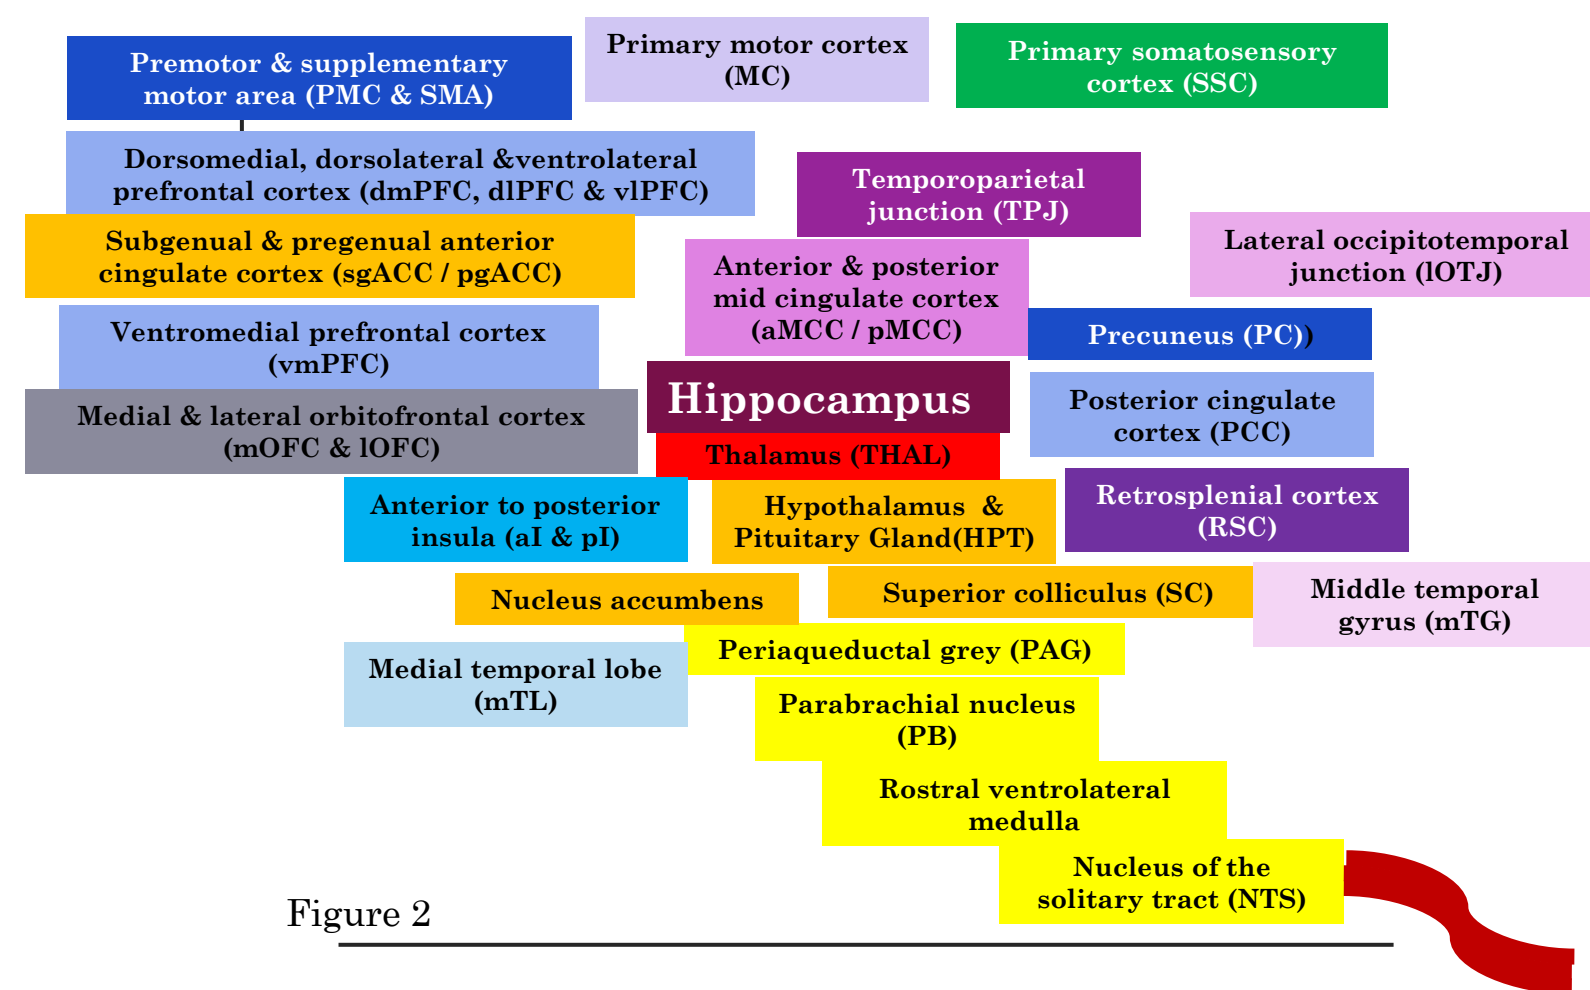 Premotor & supplementary
motor area (PMC & SMA)
Primary motor cortex
(MC)
Primary somatosensory
cortex (SSC)
Dorsomedial, dorsolateral &ventrolateral
prefrontal cortex (dmPFC, dlPFC & vlPFC)
Temporoparietal
junction (TPJ)
Subgenual & pregenual anterior
cingulate cortex (sgACC / pgACC)
Anterior & posterior
mid cingulate cortex
(aMCC / pMCC)
Lateral occipitotemporal
junction (lOTJ)
Ventromedial prefrontal cortex
(vmPFC)
Precuneus (PC))
Hippocampus
Medial & lateral orbitofrontal cortex
(mOFC & lOFC)
Posterior cingulate
cortex (PCC)
Thalamus (THAL)
Anterior to posterior
insula (aI & pI)
Hypothalamus &
Pituitary Gland(HPT)
Retrosplenial cortex
(RSC)
Nucleus accumbens
Superior colliculus (SC)
Middle temporal
gyrus (mTG)
Periaqueductal grey (PAG)
Medial temporal lobe
(mTL)
Parabrachial nucleus
(PB)
Rostral ventrolateral
medulla
Nucleus of the
solitary tract (NTS)
Figure 2